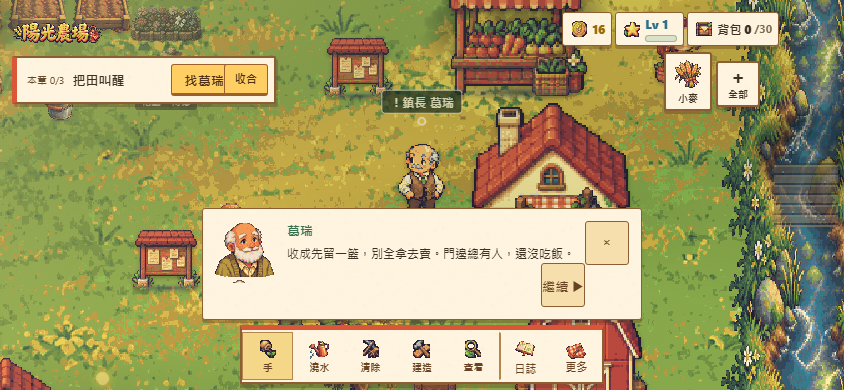 陽光農場
16
Lv 1
背包 0 /30
本章 0/3 把田叫醒
找葛瑞
收合
小麥
+
全部
! 鎮長 葛瑞
葛瑞
收成先留一籃，別全拿去賣。門邊總有人，還沒吃飯。
×
繼續 ▶
手
澆水
清除
建造
查看
日誌
更多